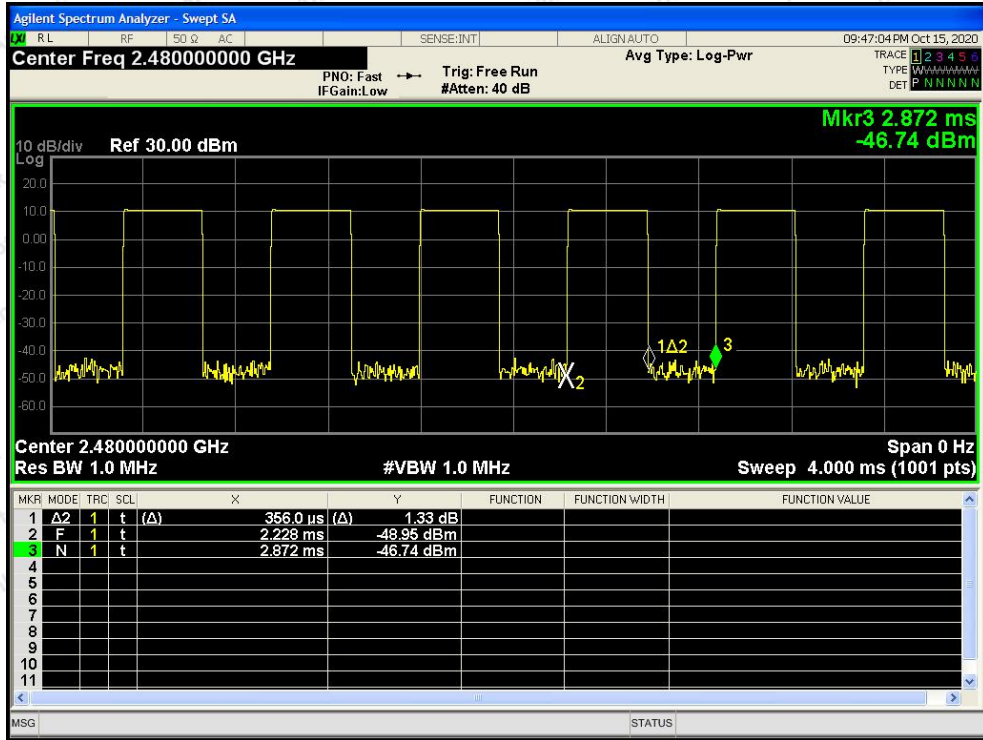 Agilent Spectrum Analyzer - Swept SA
LXI RL RF 50 Ω AC SENSE:INT ALIGN AUTO 09:47:04 PM Oct 15, 2020
Center Freq 2.480000000 GHz Avg Type: Log-Pwr TRACE 1 2 3 4 5 6
PNO: Fast Trig: Free Run TYPE WWWWWW
IFGain:Low #Atten: 40 dB DET P N N N N N
Mkr3 2.872 ms
10 dB/div Ref 30.00 dBm -46.74 dBm
Log
20.0
10.0
0.00
-10.0
-20.0
-30.0
-40.0
1Δ2 3
-50.0
2
-60.0
Center 2.480000000 GHz Span 0 Hz
Res BW 1.0 MHz #VBW 1.0 MHz Sweep 4.000 ms (1001 pts)
MKR MODE TRC SCL X Y FUNCTION FUNCTION WIDTH FUNCTION VALUE
1 Δ2 1 t (Δ) 356.0 µs (Δ) 1.33 dB
2 F 1 t 2.228 ms -48.95 dBm
3 N 1 t 2.872 ms -46.74 dBm
4
5
6
7
8
9
10
11
MSG STATUS